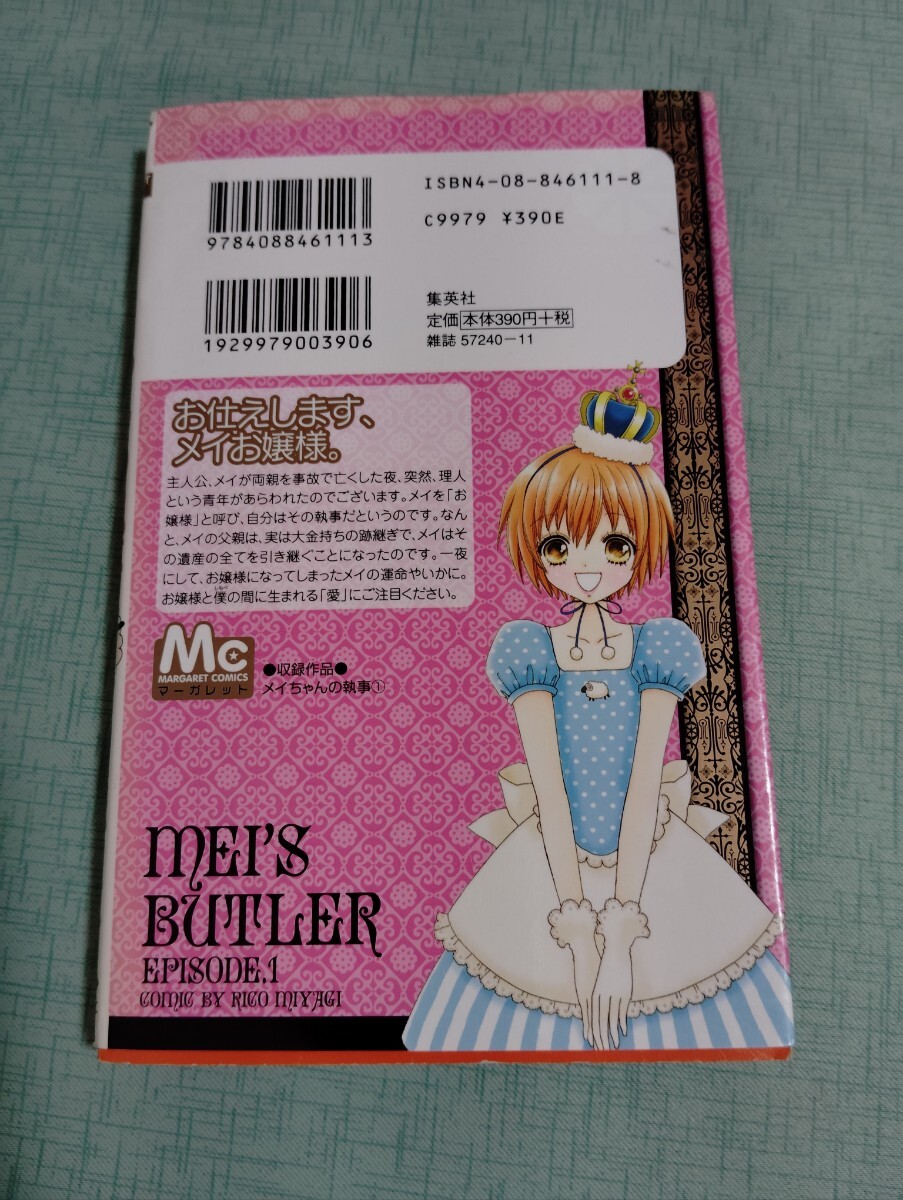 ISBN4-08-846111-8
C9979 ¥390E
9784088461113
1929979003906
集英社
定価 本体390円+税
雑誌 57240-11
お仕えします、
メイお嬢様。
主人公、メイが両親を事故で亡くした夜、突然、理人
という青年があらわれたのでございます。メイを「お
嬢様」と呼び、自分はその執事だというのです。なん
と、メイの父親は、実は大金持ちの跡継ぎで、メイはそ
の遺産の全てを引き継ぐことになったのです。一夜
にして、お嬢様になってしまったメイの運命やいかに。
お嬢様と僕の間に生まれる「愛」にご注目ください。
Mc
MARGARET COMICS
マーガレット
●収録作品●
メイちゃんの執事①
MEI'S
BUTLER
EPISODE.1
COMIC BY RICO MIYAGI